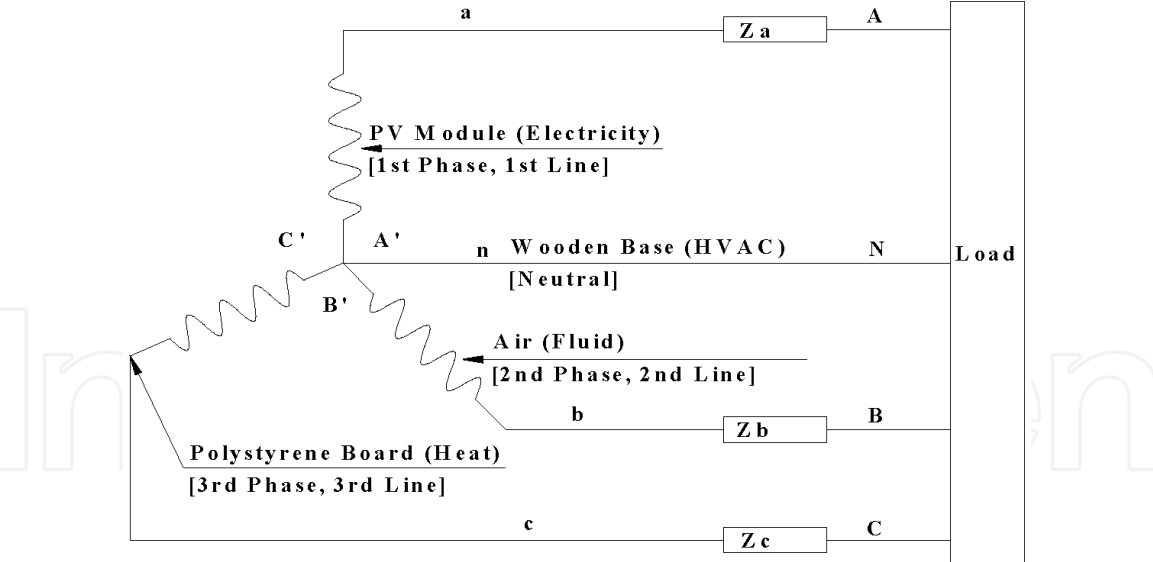 a
Za
A
PV Module (Electricity)
[1st Phase, 1st Line]
C'
A'
n
Wooden Base (HVAC)
N
Load
[Neutral]
B'
Air (Fluid)
[2nd Phase, 2nd Line]
b
Zb
B
Polystyrene Board (Heat)
[3rd Phase, 3rd Line]
c
Zc
C